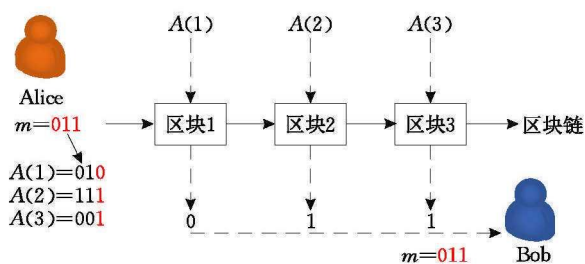 A(1) A(2) A(3)
Alice
m=011
区块1 区块2 区块3 区块链
A(1)=010
A(2)=111
A(3)=001
0 1 1
m=011
Bob